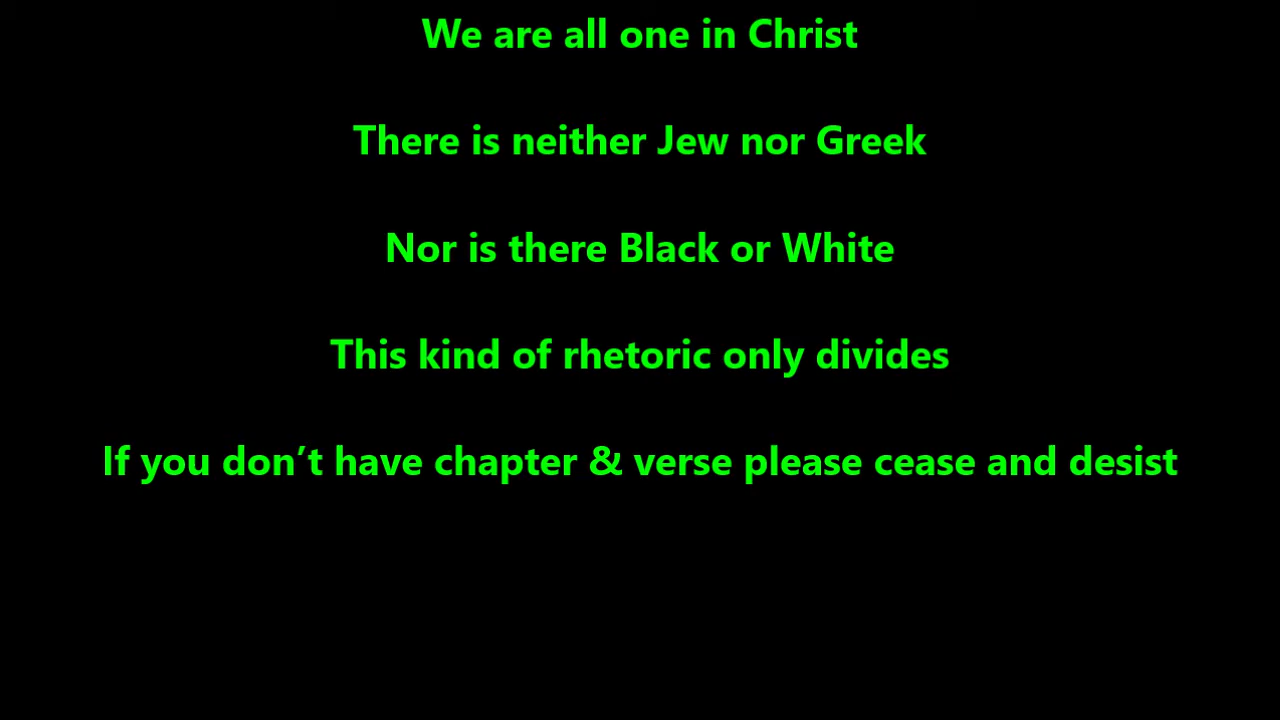 We are all one in Christ
There is neither Jew nor Greek
Nor is there Black or White
This kind of rhetoric only divides
If you don’t have chapter & verse please cease and desist